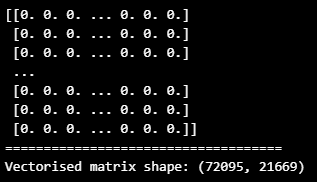 [[0. 0. 0. ... 0. 0. 0.]
[0. 0. 0. ... 0. 0. 0.]
[0. 0. 0. ... 0. 0. 0.]
...
[0. 0. 0. ... 0. 0. 0.]
[0. 0. 0. ... 0. 0. 0.]
[0. 0. 0. ... 0. 0. 0.]]
====================================
Vectorised matrix shape: (72095, 21669)